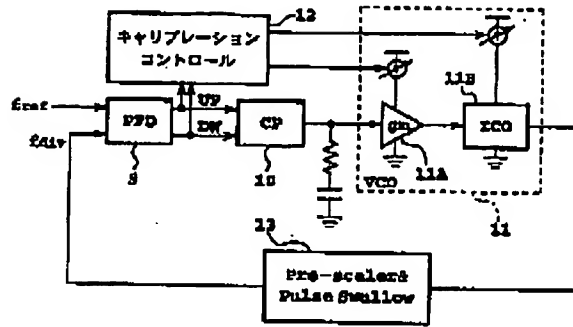 12
キャリブレーション
コントロール
11B
fref
UP
PFD
CP
gm
ICO
fdiv
DW
9
10
11A
VCO
11
13
Pre-scaler&
Pulse Swallow